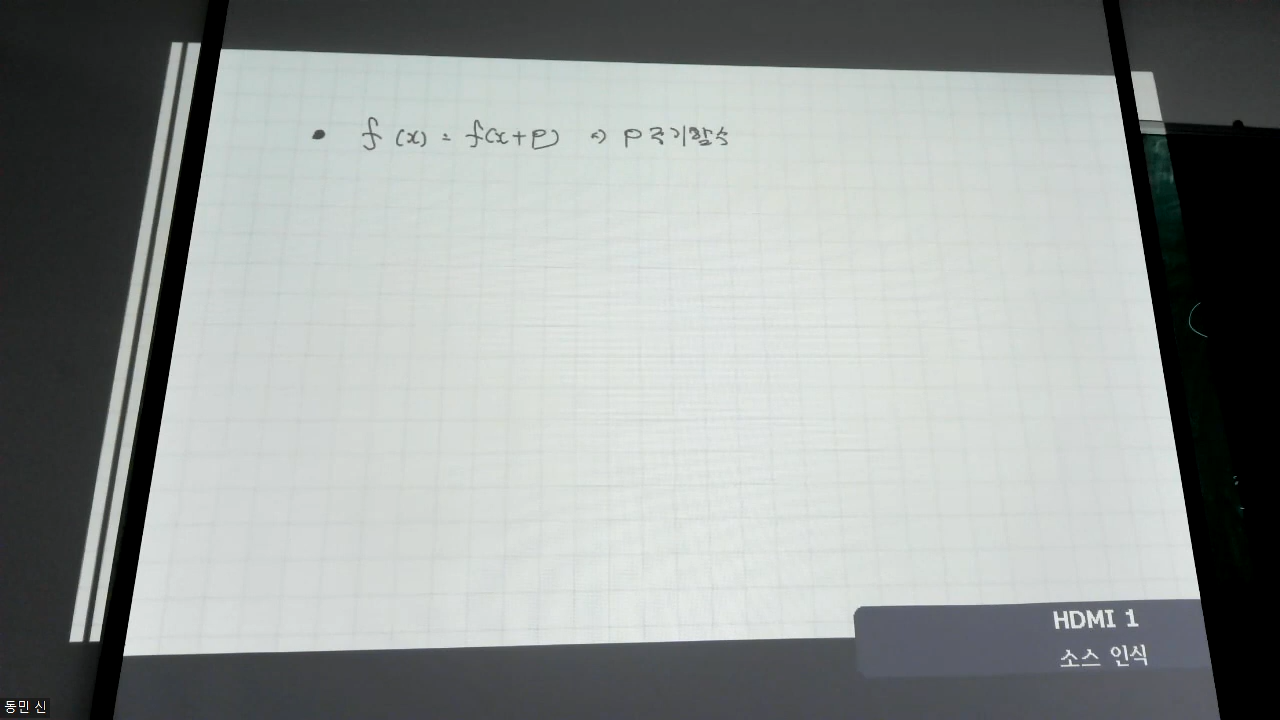 • f(x) = f(x+p) ⇒ p 주기함수
HDMI 1
소스 인식
동민 신